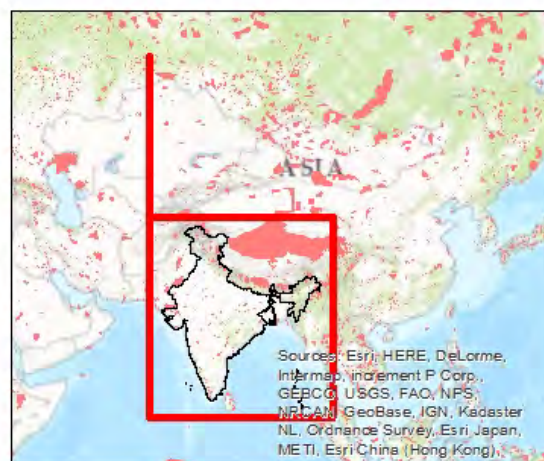 ASIA
Sources: Esri, HERE, DeLorme,
Intermap, increment P Corp.,
GEBCO, USGS, FAO, NPS,
NRCAN, GeoBase, IGN, Kadaster
NL, Ordnance Survey, Esri Japan,
METI, Esri China (Hong Kong),